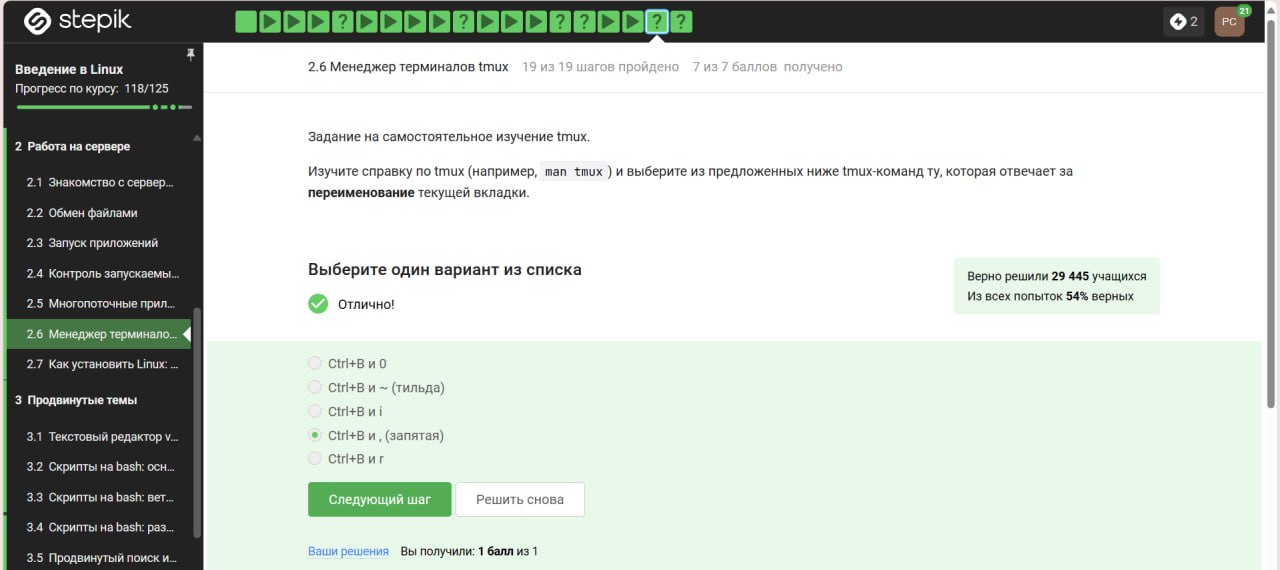 stepik
2
РС
21
Введение в Linux
Прогресс по курсу: 118/125
2 Работа на сервере
2.1 Знакомство с сервер...
2.2 Обмен файлами
2.3 Запуск приложений
2.4 Контроль запускаемы...
2.5 Многопоточные прил...
2.6 Менеджер терминало...
2.7 Как установить Linux: ...
3 Продвинутые темы
3.1 Текстовый редактор v...
3.2 Скрипты на bash: осн...
3.3 Скрипты на bash: вет...
3.4 Скрипты на bash: раз...
3.5 Продвинутый поиск и...
2.6 Менеджер терминалов tmux 19 из 19 шагов пройдено 7 из 7 баллов получено
Задание на самостоятельное изучение tmux.
Изучите справку по tmux (например, man tmux ) и выберите из предложенных ниже tmux-команд ту, которая отвечает за
переименование текущей вкладки.
Выберите один вариант из списка
Отлично!
Верно решили 29 445 учащихся
Из всех попыток 54% верных
Ctrl+B и 0
Ctrl+B и ~ (тильда)
Ctrl+B и i
Ctrl+B и , (запятая)
Ctrl+B и r
Следующий шаг
Решить снова
Ваши решения Вы получили: 1 балл из 1